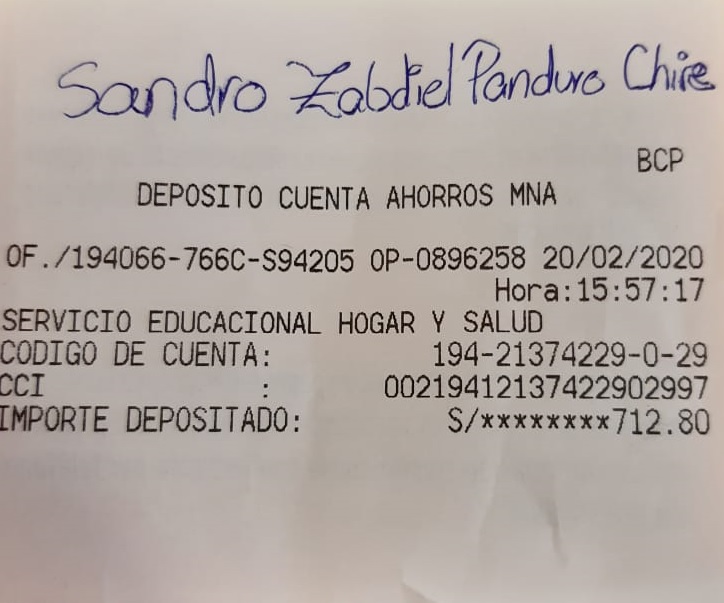 Sandro Zabdiel Panduro Chire
BCP
DEPOSITO CUENTA AHORROS MNA
OF./194066-766C-S94205 OP-0896258 20/02/2020
Hora:15:57:17
SERVICIO EDUCACIONAL HOGAR Y SALUD
CODIGO DE CUENTA: 194-21374229-0-29
CCI : 00219412137422902997
IMPORTE DEPOSITADO: S/********712.80